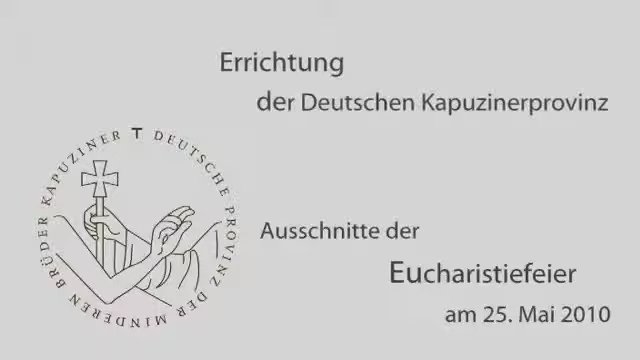 Errichtung
der Deutschen Kapuzinerprovinz
T DEUTSCHE PROVINZ DER MINDEREN BRÜDER KAPUZINER
Ausschnitte der
Eucharistiefeier
am 25. Mai 2010